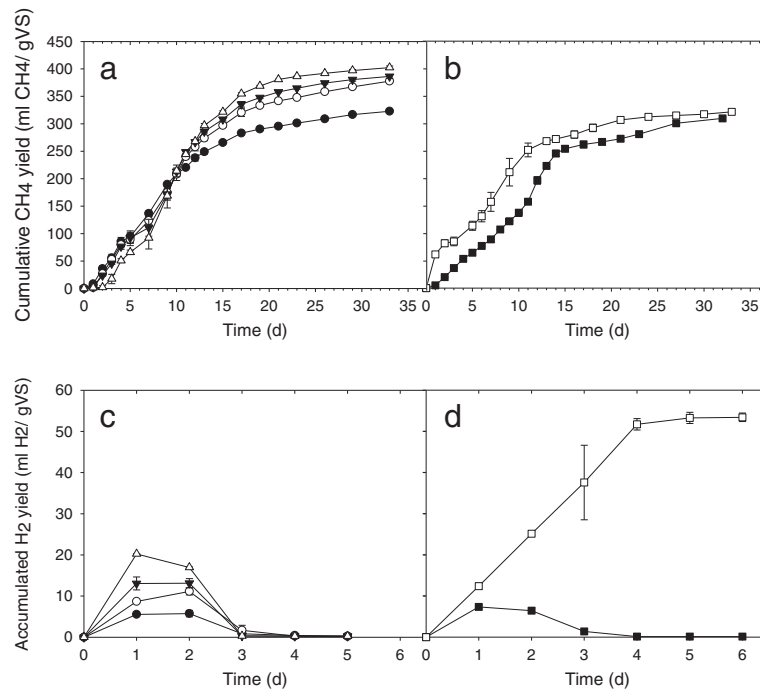 Cumulative CH4 yield (ml CH4/ gVS)
450
400
350
300
250
200
150
100
50
0
a
0 5 10 15 20 25 30 35
Time (d)
b
0 5 10 15 20 25 30 35
Time (d)
Accumulated H2 yield (ml H2/ gVS)
60
50
40
30
20
10
0
c
0 1 2 3 4 5 6
Time (d)
d
0 1 2 3 4 5 6
Time (d)